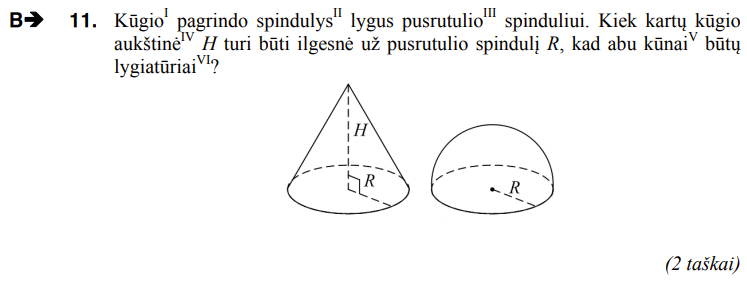 B➔ 11. Kūgio^I pagrindo spindulys^II lygus pusrutulio^III spinduliui. Kiek kartų kūgio
aukštinė^IV H turi būti ilgesnė už pusrutulio spindulį R, kad abu kūnai^V būtų
lygiatūriai^VI?
H
R
R
(2 taškai)